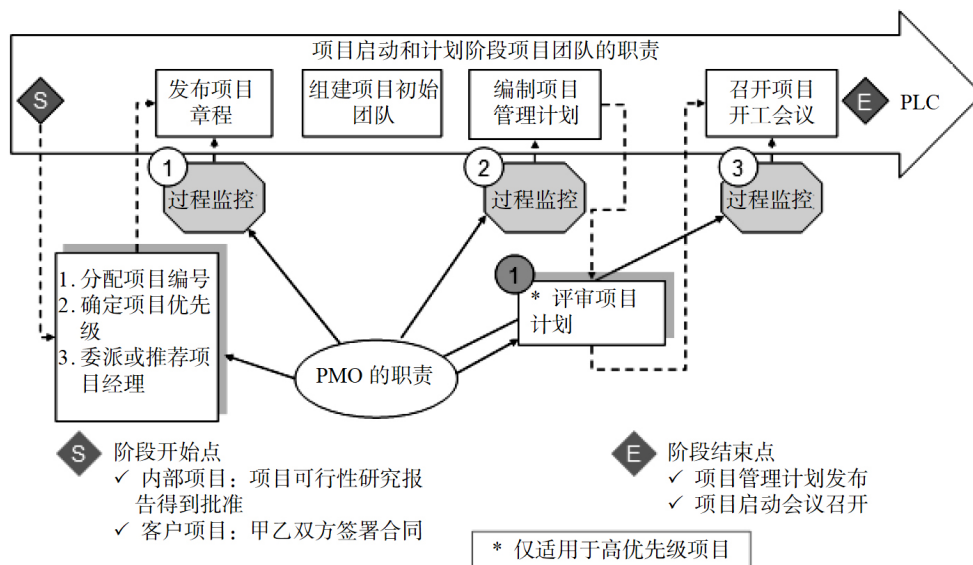 项目启动和计划阶段项目团队的职责
S
发布项目
章程
组建项目初始
团队
编制项目
管理计划
召开项目
开工会议
E
PLC
1
过程监控
2
过程监控
3
过程监控
1. 分配项目编号
2. 确定项目优先
级
3. 委派或推荐项
目经理
1
* 评审项目
计划
PMO 的职责
S
阶段开始点
✓ 内部项目：项目可行性研究报
告得到批准
✓ 客户项目：甲乙双方签署合同
E
阶段结束点
✓ 项目管理计划发布
✓ 项目启动会议召开
* 仅适用于高优先级项目